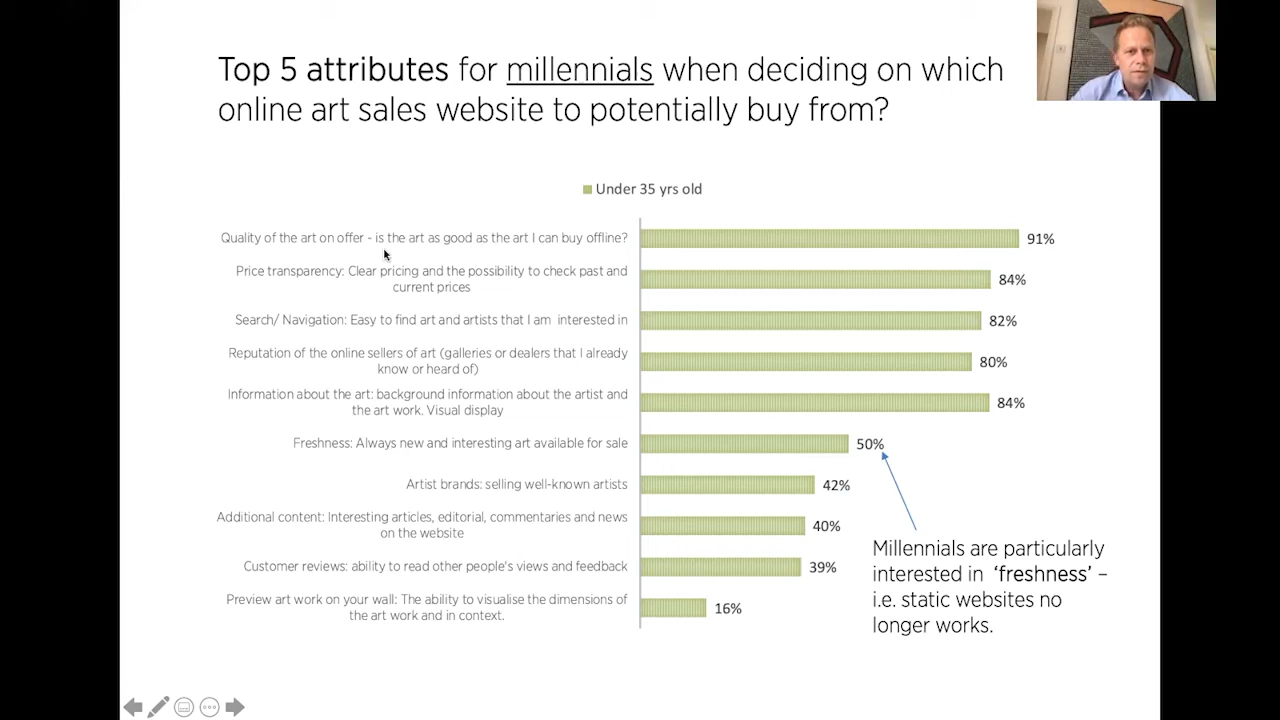 Top 5 attributes for millennials when deciding on which
online art sales website to potentially buy from?
Under 35 yrs old
Quality of the art on offer - is the art as good as the art I can buy offline?
91%
Price transparency: Clear pricing and the possibility to check past and
current prices
84%
Search/ Navigation: Easy to find art and artists that I am interested in
82%
Reputation of the online sellers of art (galleries or dealers that I already
know or heard of)
80%
Information about the art: background information about the artist and
the art work. Visual display
84%
Freshness: Always new and interesting art available for sale
50%
Artist brands: selling well-known artists
42%
Additional content: Interesting articles, editorial, commentaries and news
on the website
40%
Customer reviews: ability to read other people's views and feedback
39%
Preview art work on your wall: The ability to visualise the dimensions of
the art work and in context.
16%
Millennials are particularly
interested in 'freshness' –
i.e. static websites no
longer works.